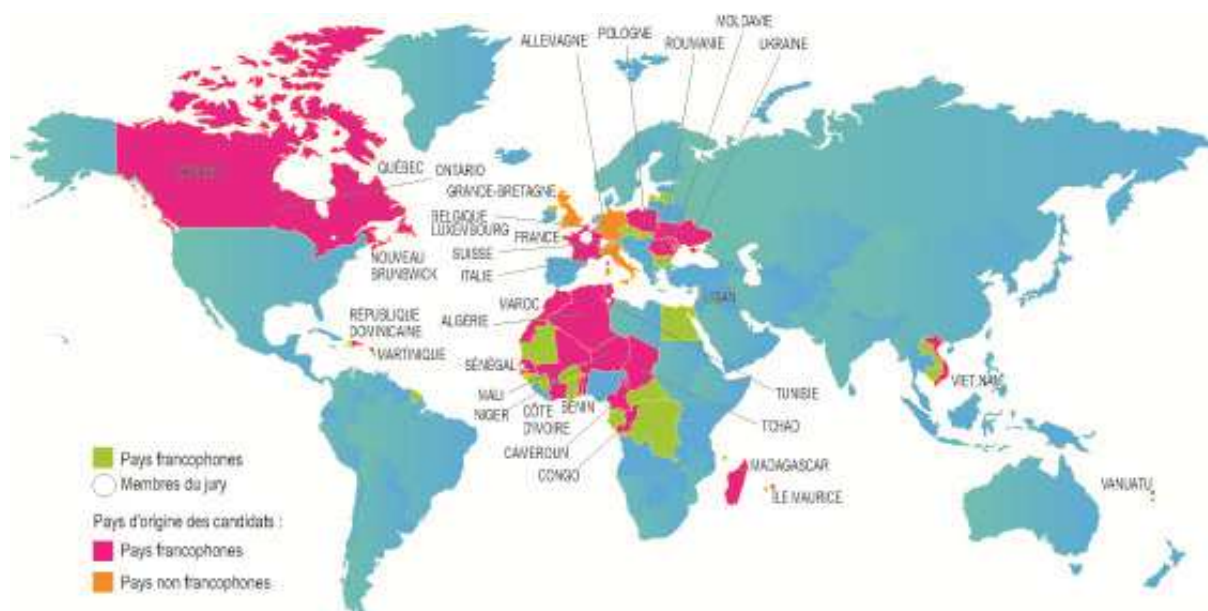 MOLDAVIE
ALLEMAGNE
POLOGNE
ROUMANIE
UKRAINE
QUÉBEC
ONTARIO
GRANDE-BRETAGNE
BELGIQUE
LUXEMBOURG
FRANCE
SUISSE
ITALIE
NOUVEAU
BRUNSWICK
LIBAN
MAROC
ALGÉRIE
RÉPUBLIQUE
DOMINICAINE
MARTINIQUE
SÉNÉGAL
MALI
NIGER
CÔTE
D'IVOIRE
BÉNIN
CAMEROUN
CONGO
TUNISIE
TCHAD
VIET NAM
MADAGASCAR
ÎLE MAURICE
VANUATU
Pays francophones
Membres du jury
Pays d'origine des candidats :
Pays francophones
Pays non francophones